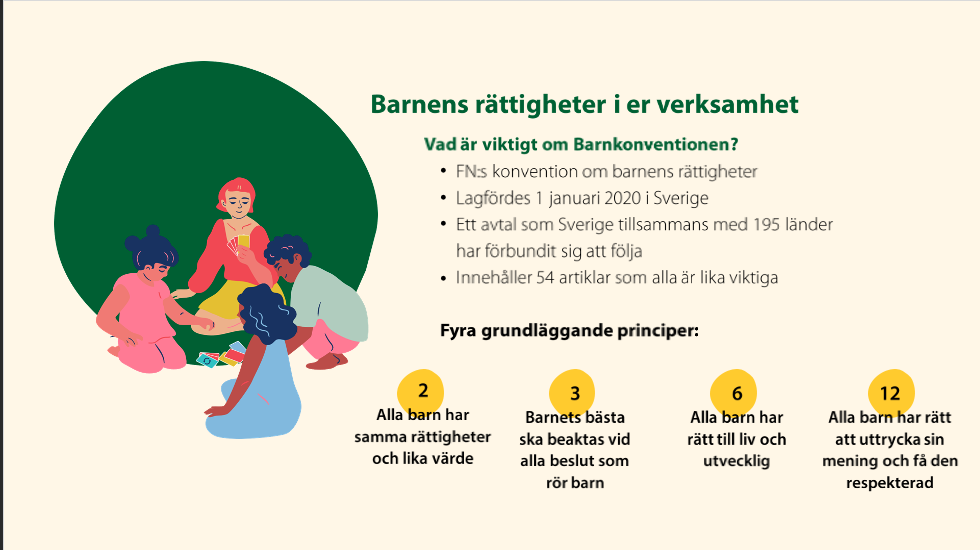 Barnens rättigheter i er verksamhet
Vad är viktigt om Barnkonventionen?
• FN:s konvention om barnens rättigheter
• Lagfördes 1 januari 2020 i Sverige
• Ett avtal som Sverige tillsammans med 195 länder
har förbundit sig att följa
• Innehåller 54 artiklar som alla är lika viktiga
Fyra grundläggande principer:
2
Alla barn har
samma rättigheter
och lika värde
3
Barnets bästa
ska beaktas vid
alla beslut som
rör barn
6
Alla barn har
rätt till liv och
utvecklig
12
Alla barn har rätt
att uttrycka sin
mening och få den
respekterad